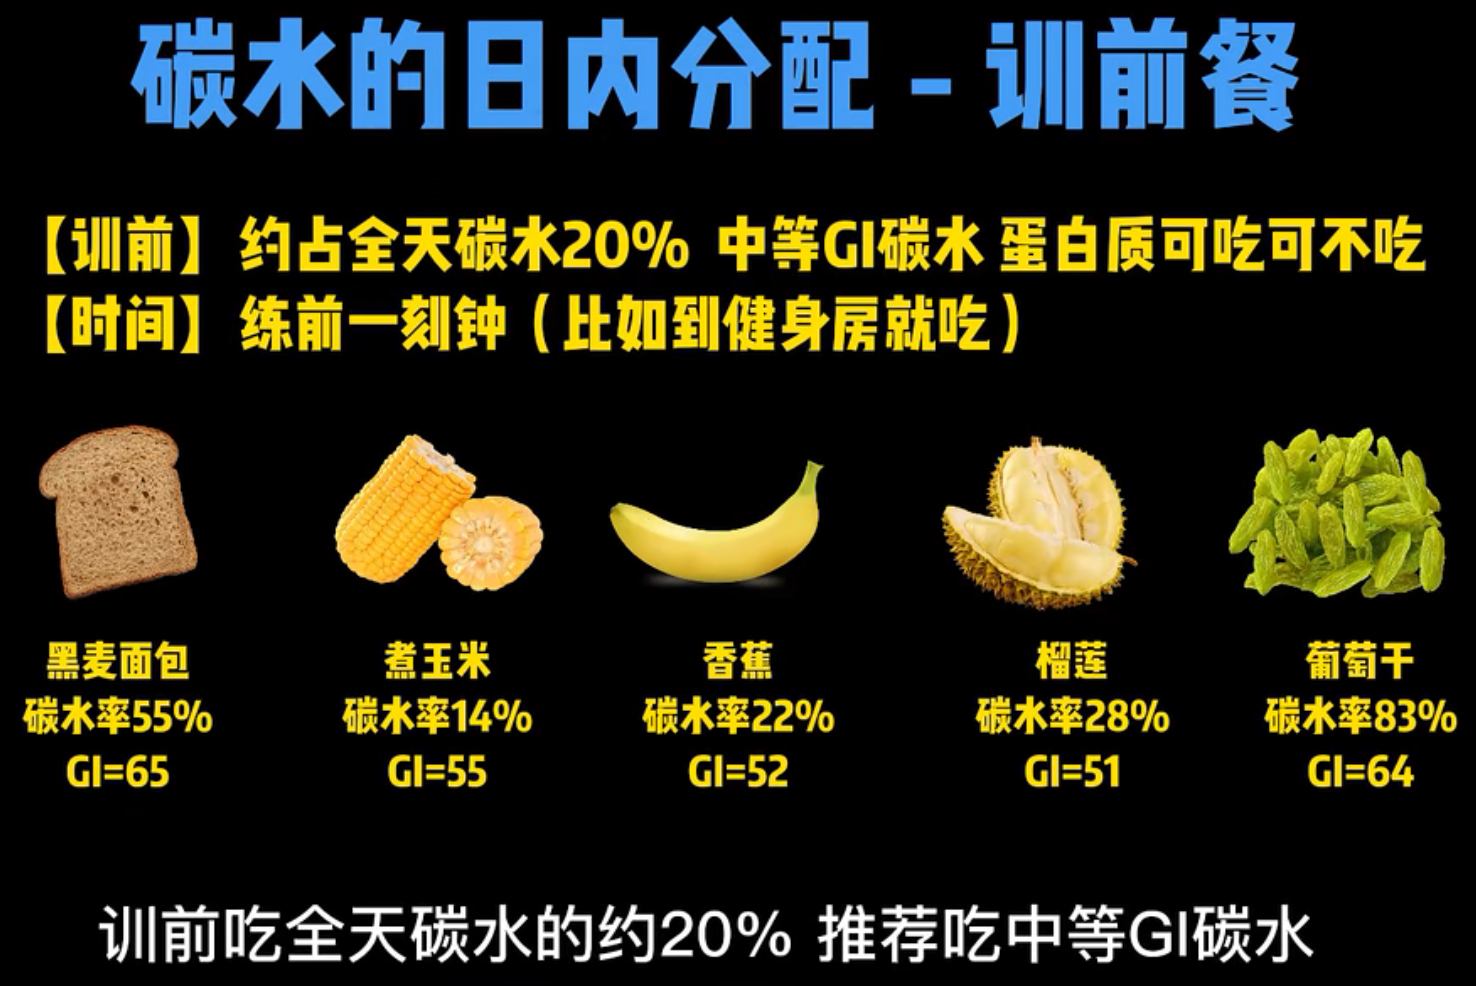 碳水的日内分配 - 训前餐
【训前】 约占全天碳水20% 中等GI碳水 蛋白质可吃可不吃
【时间】 练前一刻钟（比如到健身房就吃）
黑麦面包
碳水率55%
GI=65
煮玉米
碳水率14%
GI=55
香蕉
碳水率22%
GI=52
榴莲
碳水率28%
GI=51
葡萄干
碳水率83%
GI=64
训前吃全天碳水的约20% 推荐吃中等GI碳水